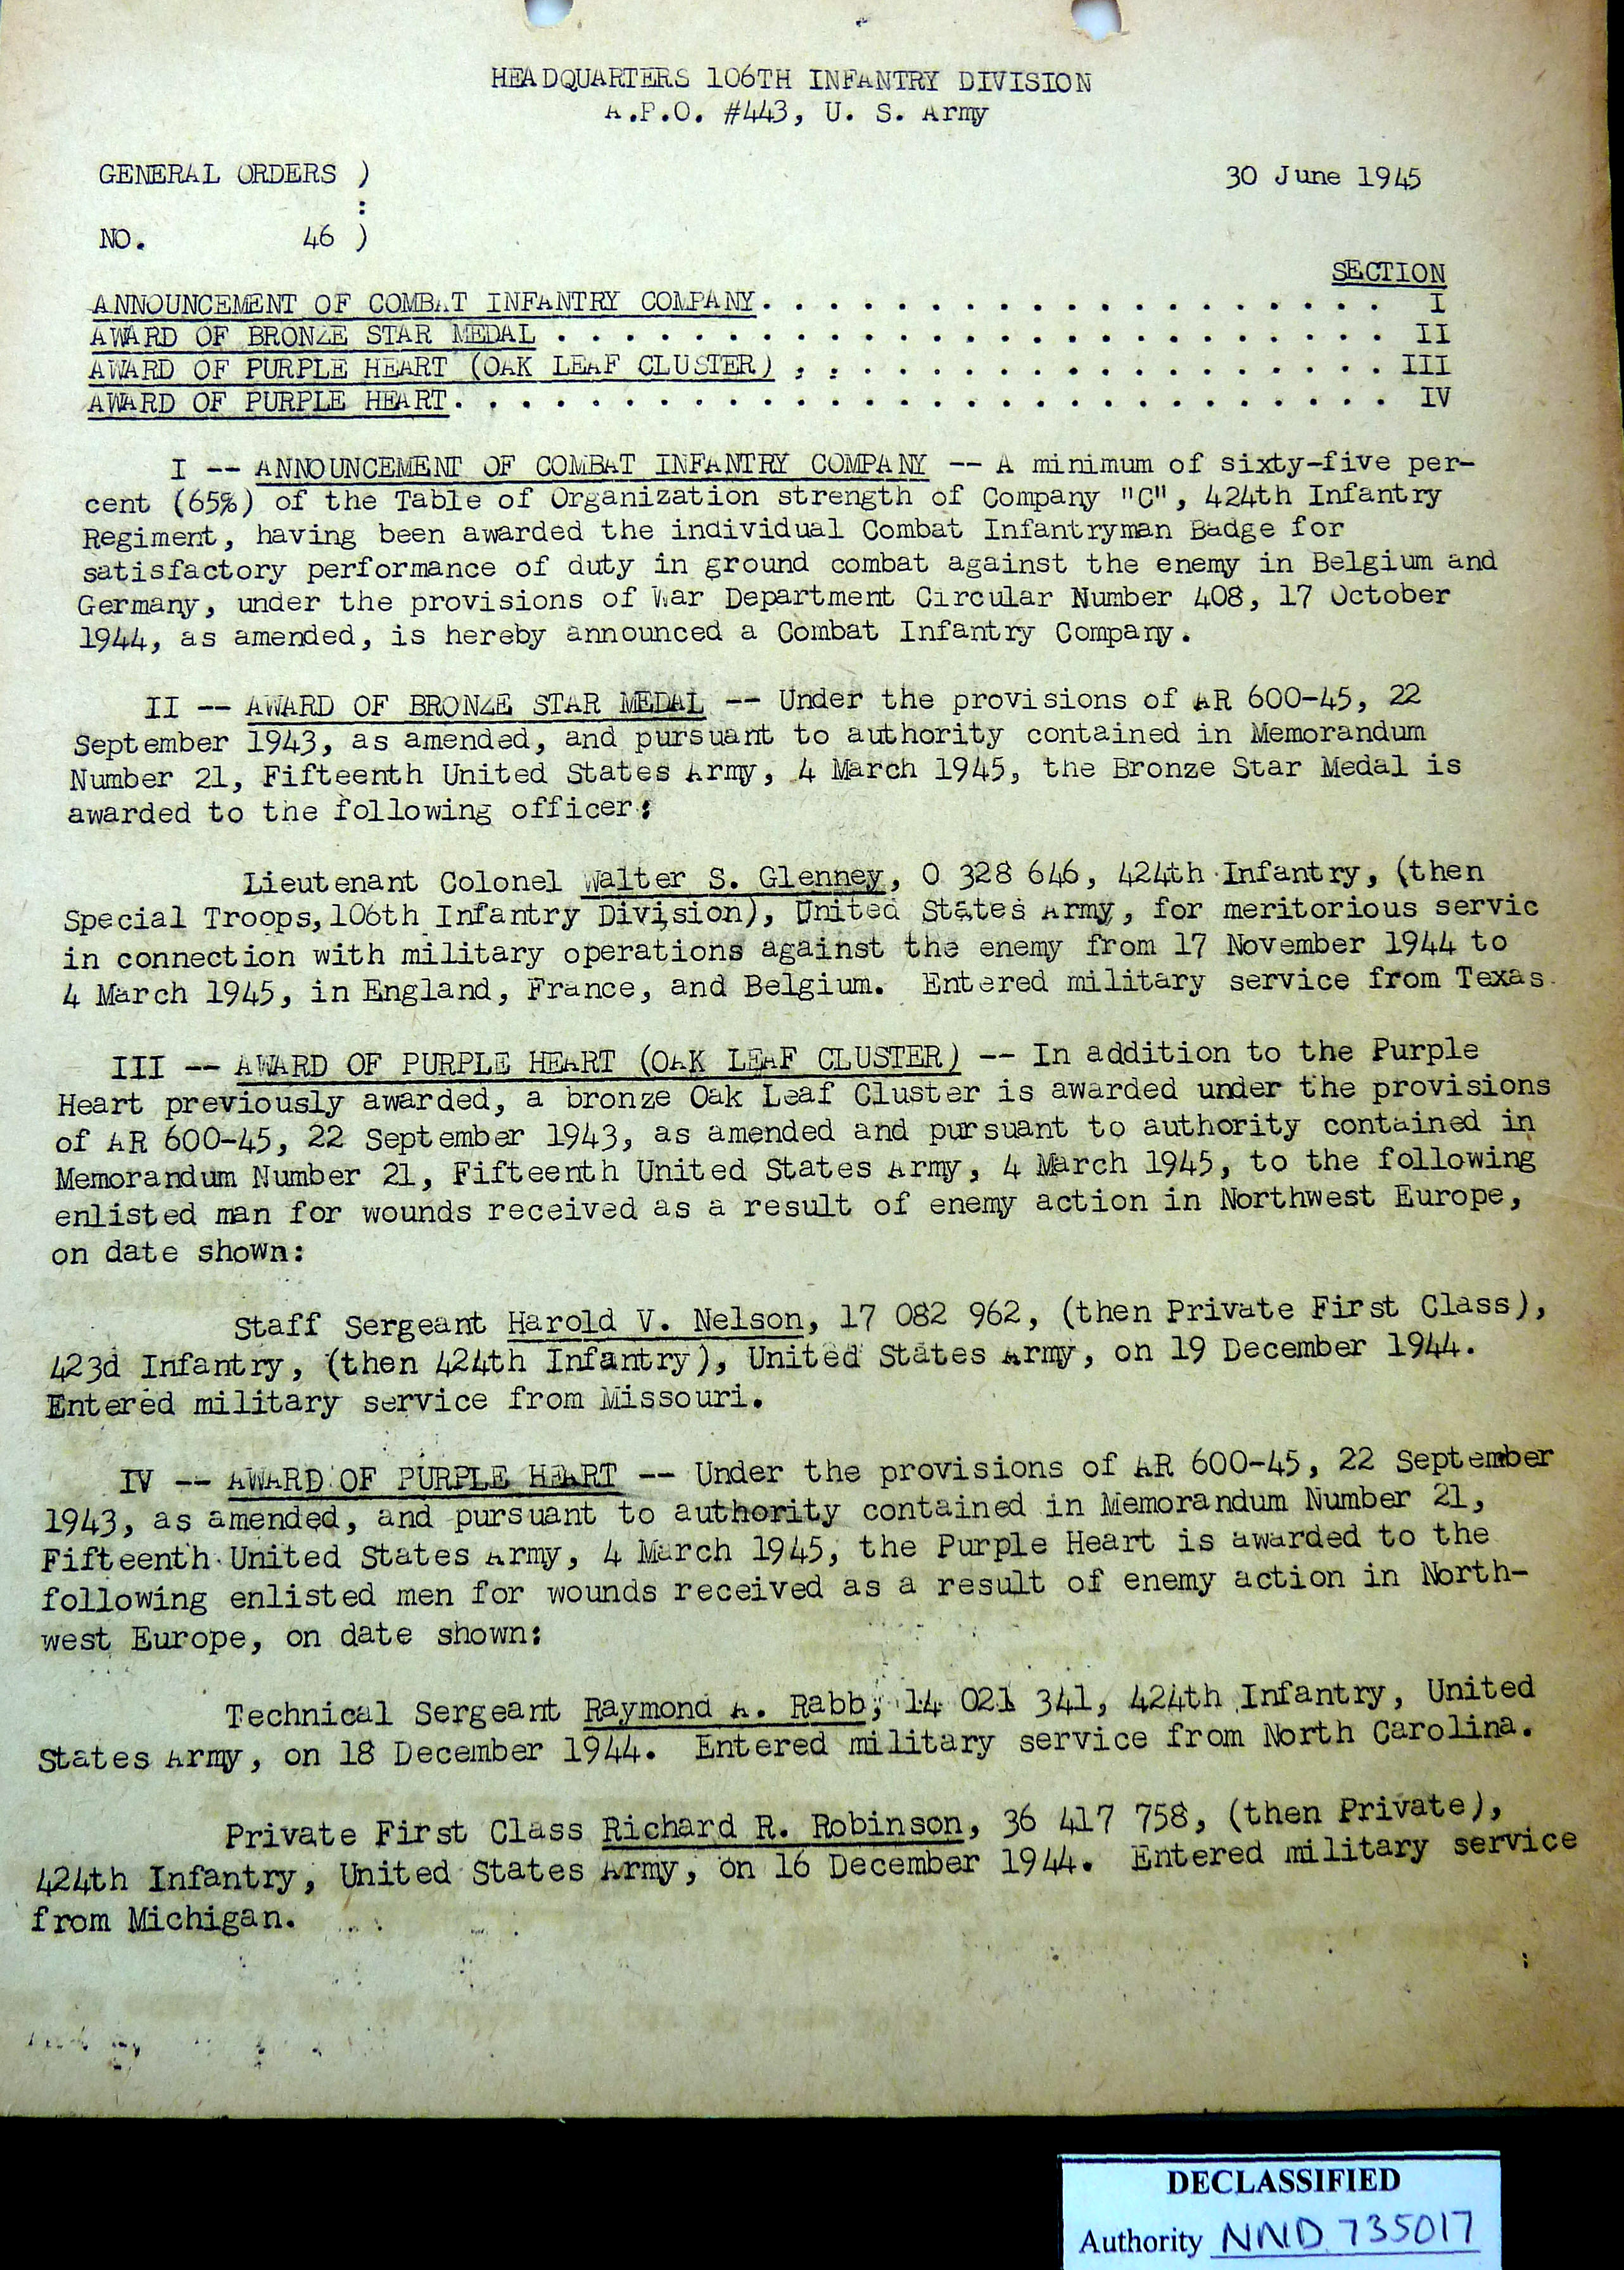 HEADQUARTERS 106TH INFANTRY DIVISION
A.P.O. #443, U. S. Army
GENERAL ORDERS ) 30 June 1945
:
NO. 46 )
SECTION
ANNOUNCEMENT OF COMBAT INFANTRY COMPANY. . . . . . . . . . . . . . . . . . I
AWARD OF BRONZE STAR MEDAL . . . . . . . . . . . . . . . . . . . . . . . . II
AWARD OF PURPLE HEART (OAK LEAF CLUSTER) , : . . . . . . . . . . . . . . . . III
AWARD OF PURPLE HEART. . . . . . . . . . . . . . . . . . . . . . . . . . . IV
I -- ANNOUNCEMENT OF COMBAT INFANTRY COMPANY -- A minimum of sixty-five per-
cent (65%) of the Table of Organization strength of Company "C", 424th Infantry
Regiment, having been awarded the individual Combat Infantryman Badge for
satisfactory performance of duty in ground combat against the enemy in Belgium and
Germany, under the provisions of War Department Circular Number 408, 17 October
1944, as amended, is hereby announced a Combat Infantry Company.
II -- AWARD OF BRONZE STAR MEDAL -- Under the provisions of AR 600-45, 22
September 1943, as amended, and pursuant to authority contained in Memorandum
Number 21, Fifteenth United States Army, 4 March 1945, the Bronze Star Medal is
awarded to the following officer:
Lieutenant Colonel Walter S. Glenney, O 328 646, 424th Infantry, (then
Special Troops, 106th Infantry Division), United States Army, for meritorious servic
in connection with military operations against the enemy from 17 November 1944 to
4 March 1945, in England, France, and Belgium. Entered military service from Texas.
III -- AWARD OF PURPLE HEART (OAK LEAF CLUSTER) -- In addition to the Purple
Heart previously awarded, a bronze Oak Leaf Cluster is awarded under the provisions
of AR 600-45, 22 September 1943, as amended and pursuant to authority contained in
Memorandum Number 21, Fifteenth United States Army, 4 March 1945, to the following
enlisted man for wounds received as a result of enemy action in Northwest Europe,
on date shown:
Staff Sergeant Harold V. Nelson, 17 082 962, (then Private First Class),
423d Infantry, (then 424th Infantry), United States Army, on 19 December 1944.
Entered military service from Missouri.
IV -- AWARD OF PURPLE HEART -- Under the provisions of AR 600-45, 22 September
1943, as amended, and pursuant to authority contained in Memorandum Number 21,
Fifteenth United States Army, 4 March 1945, the Purple Heart is awarded to the
following enlisted men for wounds received as a result of enemy action in North-
west Europe, on date shown:
Technical Sergeant Raymond A. Rabb, 14 021 341, 424th Infantry, United
States Army, on 18 December 1944. Entered military service from North Carolina.
Private First Class Richard R. Robinson, 36 417 758, (then Private),
424th Infantry, United States Army, on 16 December 1944. Entered military service
from Michigan.
DECLASSIFIED
Authority NND 735017